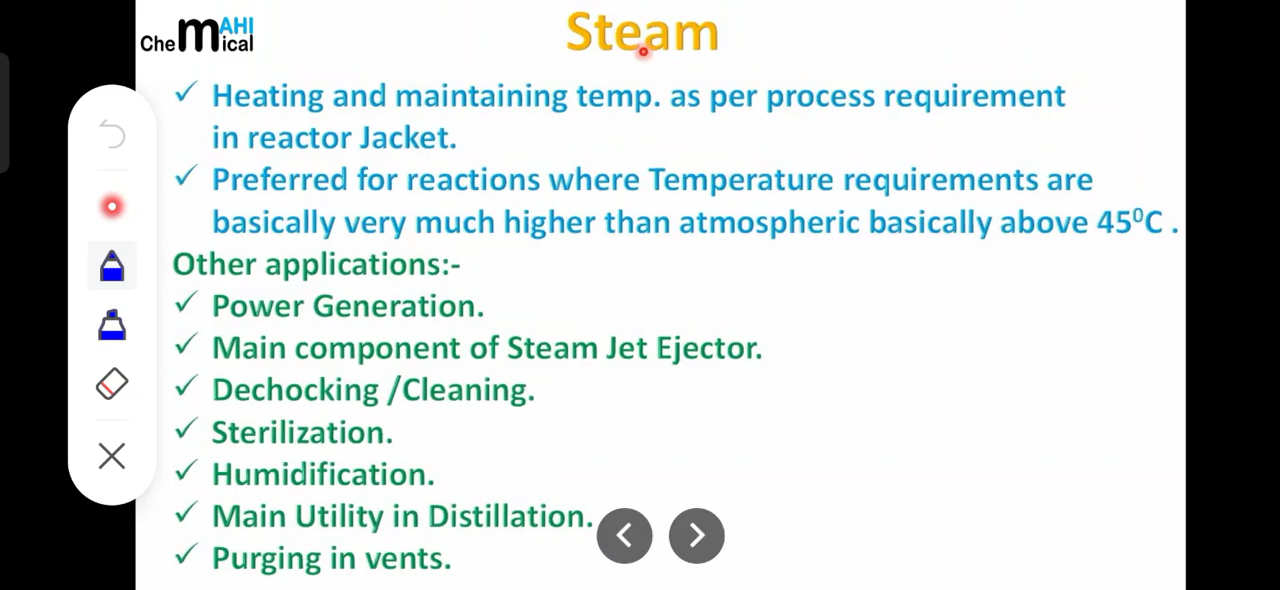 CheMAHIical
Steam
✓ Heating and maintaining temp. as per process requirement
in reactor Jacket.
✓ Preferred for reactions where Temperature requirements are
basically very much higher than atmospheric basically above 45⁰C .
Other applications:-
✓ Power Generation.
✓ Main component of Steam Jet Ejector.
✓ Dechocking /Cleaning.
✓ Sterilization.
✓ Humidification.
✓ Main Utility in Distillation.
✓ Purging in vents.